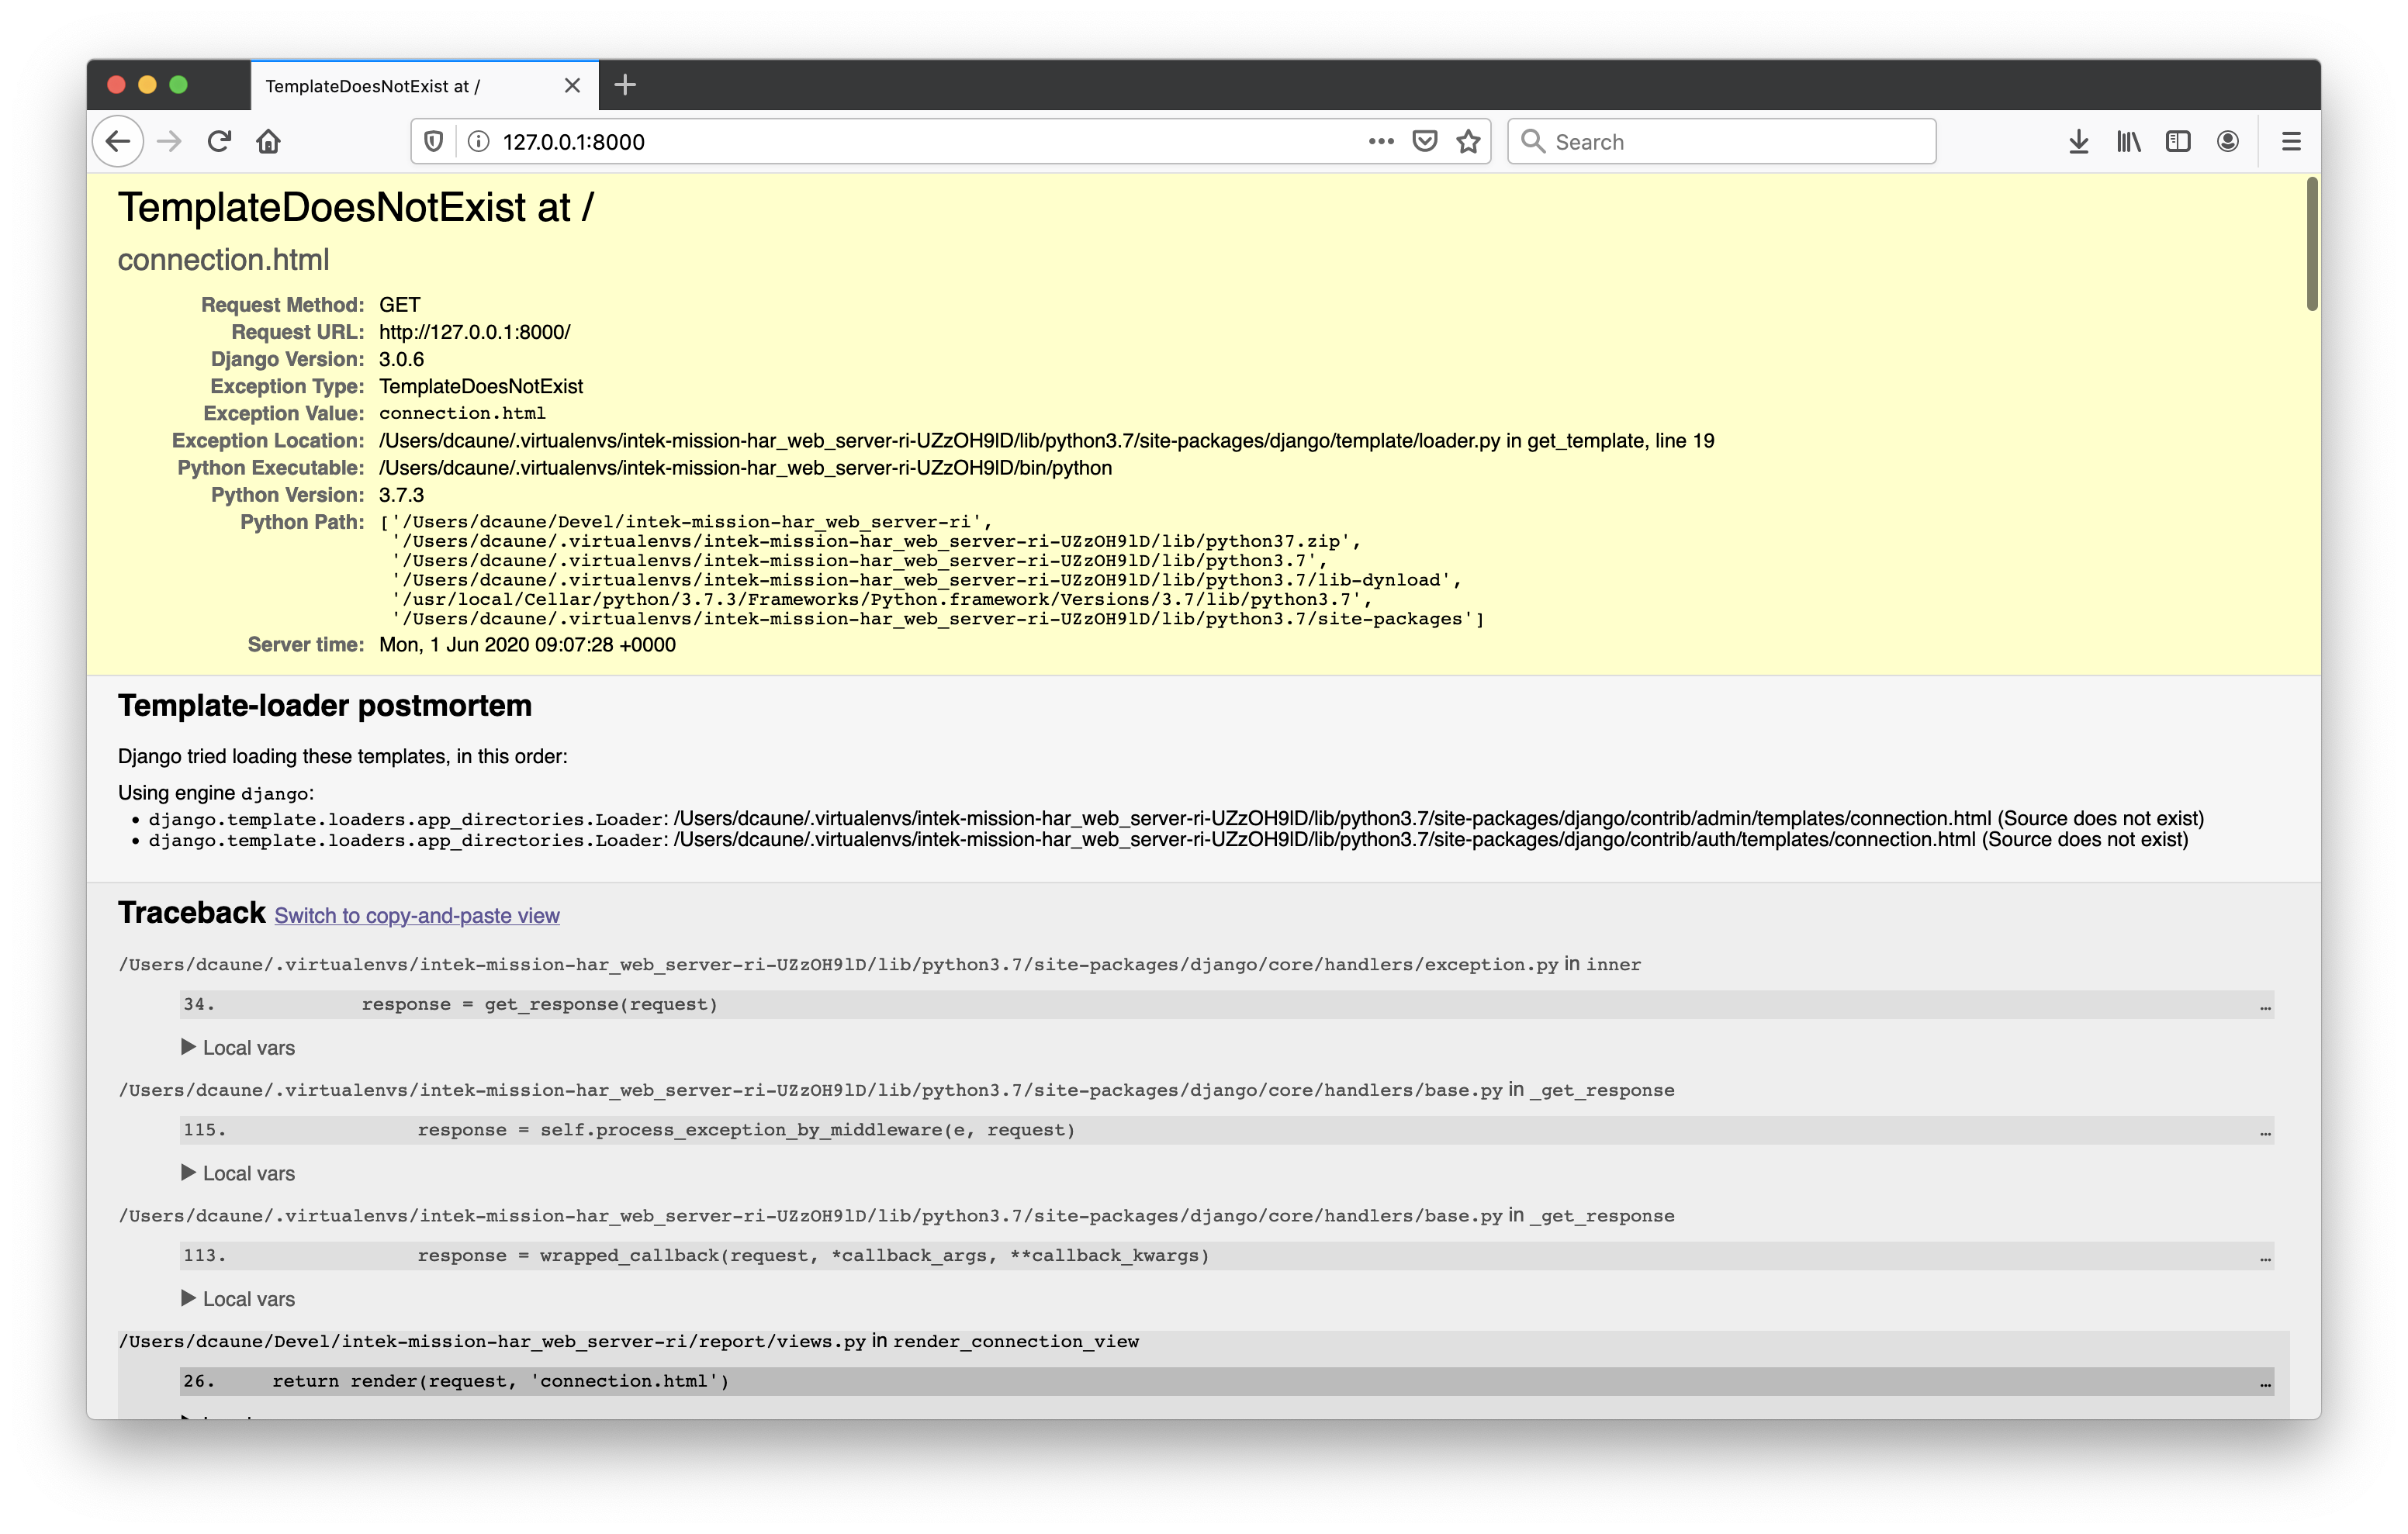 TemplateDoesNotExist at /
127.0.0.1:8000
Search
TemplateDoesNotExist at /
connection.html
Request Method: GET
Request URL: http://127.0.0.1:8000/
Django Version: 3.0.6
Exception Type: TemplateDoesNotExist
Exception Value: connection.html
Exception Location: /Users/dcaune/.virtualenvs/intek-mission-har_web_server-ri-UZzOH9lD/lib/python3.7/site-packages/django/template/loader.py in get_template, line 19
Python Executable: /Users/dcaune/.virtualenvs/intek-mission-har_web_server-ri-UZzOH9lD/bin/python
Python Version: 3.7.3
Python Path: ['/Users/dcaune/Devel/intek-mission-har_web_server-ri',
'/Users/dcaune/.virtualenvs/intek-mission-har_web_server-ri-UZzOH9lD/lib/python37.zip',
'/Users/dcaune/.virtualenvs/intek-mission-har_web_server-ri-UZzOH9lD/lib/python3.7',
'/Users/dcaune/.virtualenvs/intek-mission-har_web_server-ri-UZzOH9lD/lib/python3.7/lib-dynload',
'/usr/local/Cellar/python/3.7.3/Frameworks/Python.framework/Versions/3.7/lib/python3.7',
'/Users/dcaune/.virtualenvs/intek-mission-har_web_server-ri-UZzOH9lD/lib/python3.7/site-packages']
Server time: Mon, 1 Jun 2020 09:07:28 +0000
Template-loader postmortem
Django tried loading these templates, in this order:
Using engine django:
• django.template.loaders.app_directories.Loader: /Users/dcaune/.virtualenvs/intek-mission-har_web_server-ri-UZzOH9lD/lib/python3.7/site-packages/django/contrib/admin/templates/connection.html (Source does not exist)
• django.template.loaders.app_directories.Loader: /Users/dcaune/.virtualenvs/intek-mission-har_web_server-ri-UZzOH9lD/lib/python3.7/site-packages/django/contrib/auth/templates/connection.html (Source does not exist)
Traceback Switch to copy-and-paste view
/Users/dcaune/.virtualenvs/intek-mission-har_web_server-ri-UZzOH9lD/lib/python3.7/site-packages/django/core/handlers/exception.py in inner
34. response = get_response(request) …
Local vars
/Users/dcaune/.virtualenvs/intek-mission-har_web_server-ri-UZzOH9lD/lib/python3.7/site-packages/django/core/handlers/base.py in _get_response
115. response = self.process_exception_by_middleware(e, request) …
Local vars
/Users/dcaune/.virtualenvs/intek-mission-har_web_server-ri-UZzOH9lD/lib/python3.7/site-packages/django/core/handlers/base.py in _get_response
113. response = wrapped_callback(request, *callback_args, **callback_kwargs) …
Local vars
/Users/dcaune/Devel/intek-mission-har_web_server-ri/report/views.py in render_connection_view
26. return render(request, 'connection.html') …